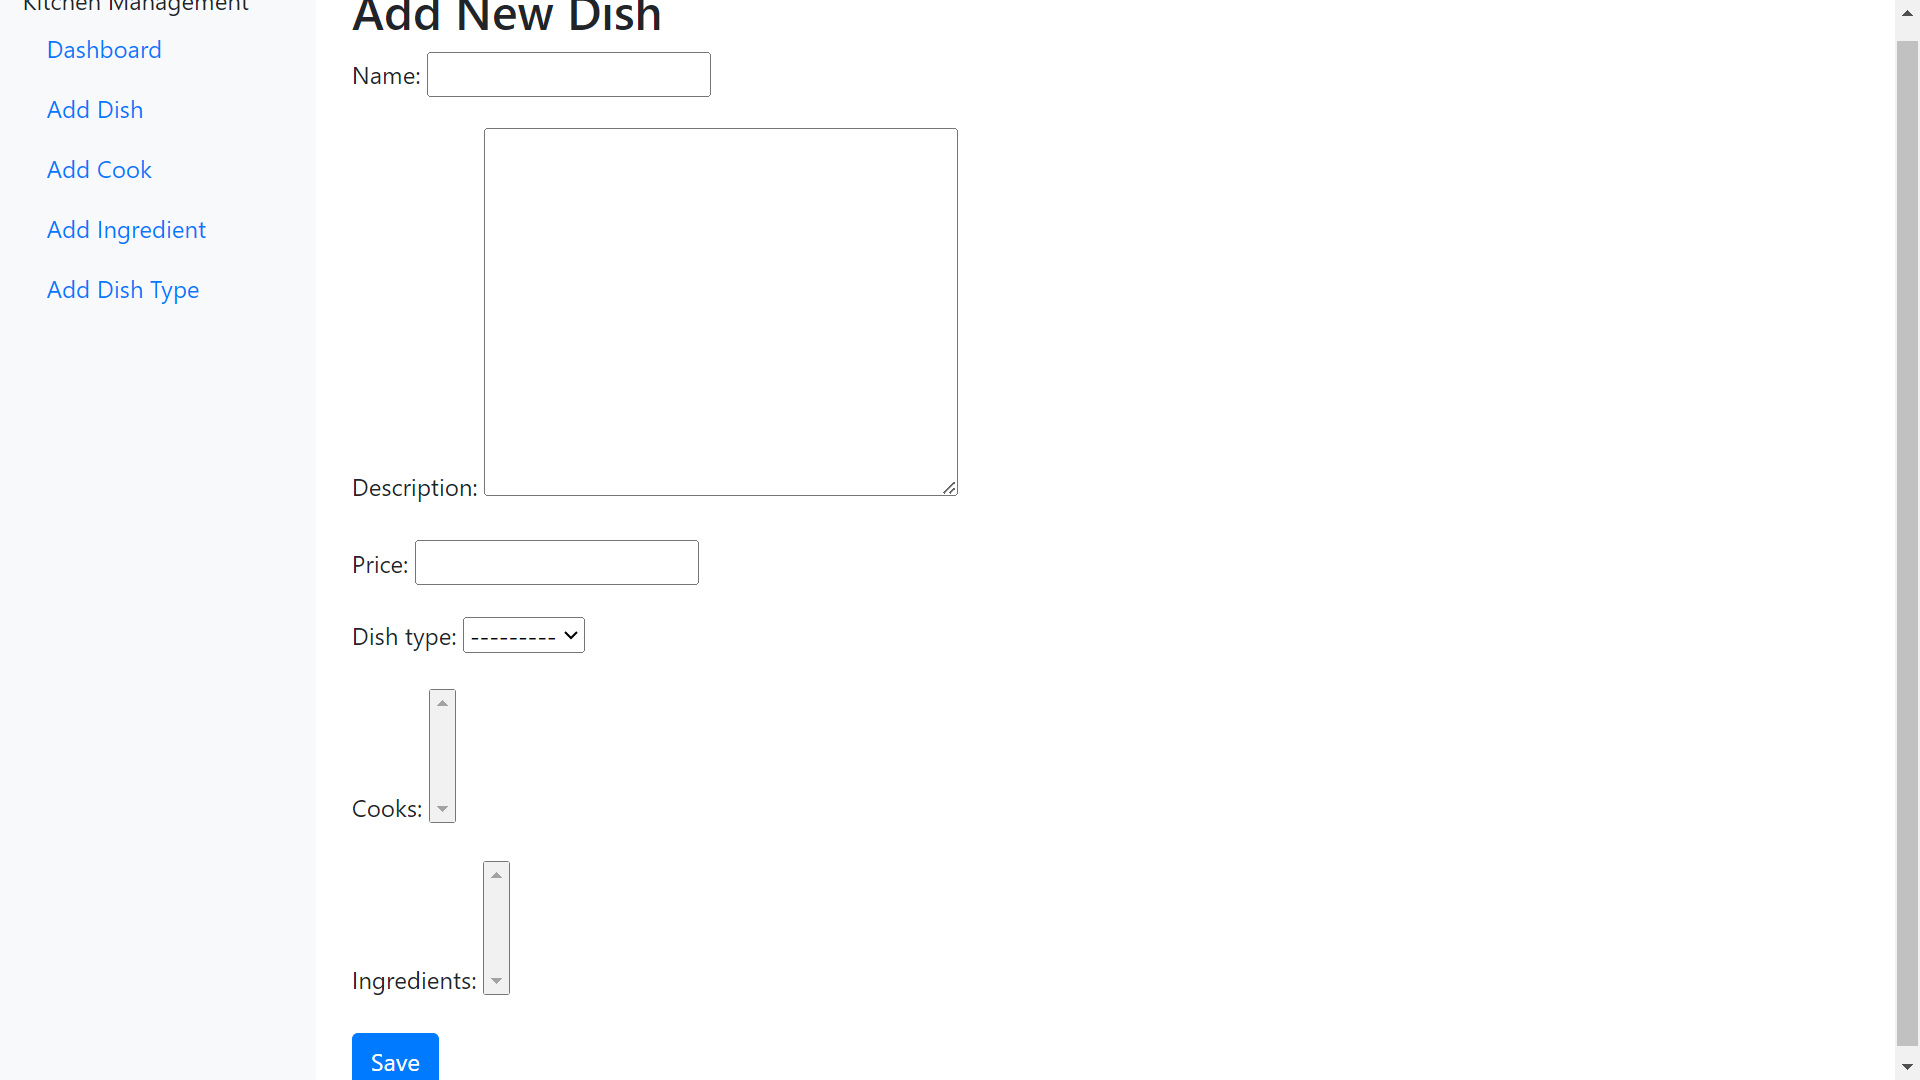 Kitchen Management
Dashboard
Add Dish
Add Cook
Add Ingredient
Add Dish Type
Add New Dish
Name:
Description:
Price:
Dish type: ---------
Cooks:
Ingredients:
Save